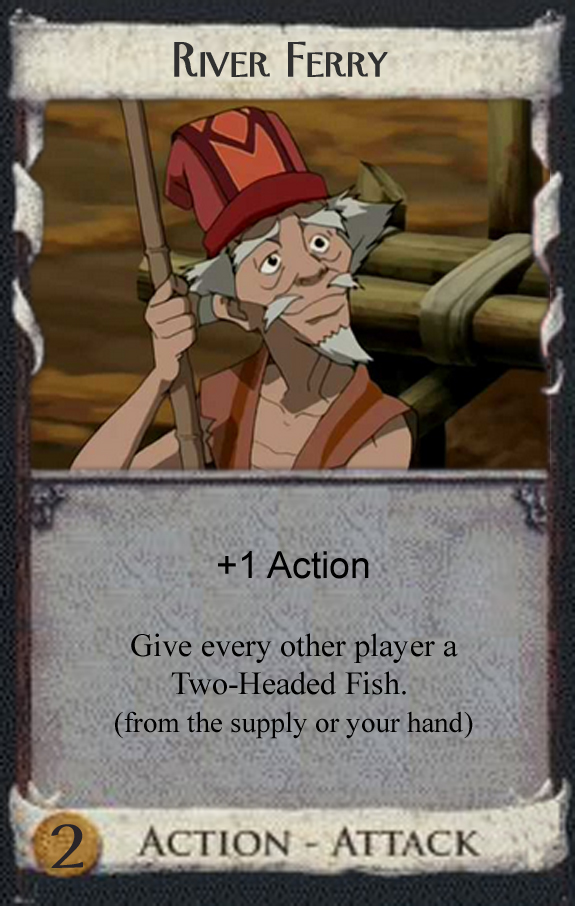 River Ferry
+1 Action
Give every other player a
Two-Headed Fish.
(from the supply or your hand)
2 Action - Attack